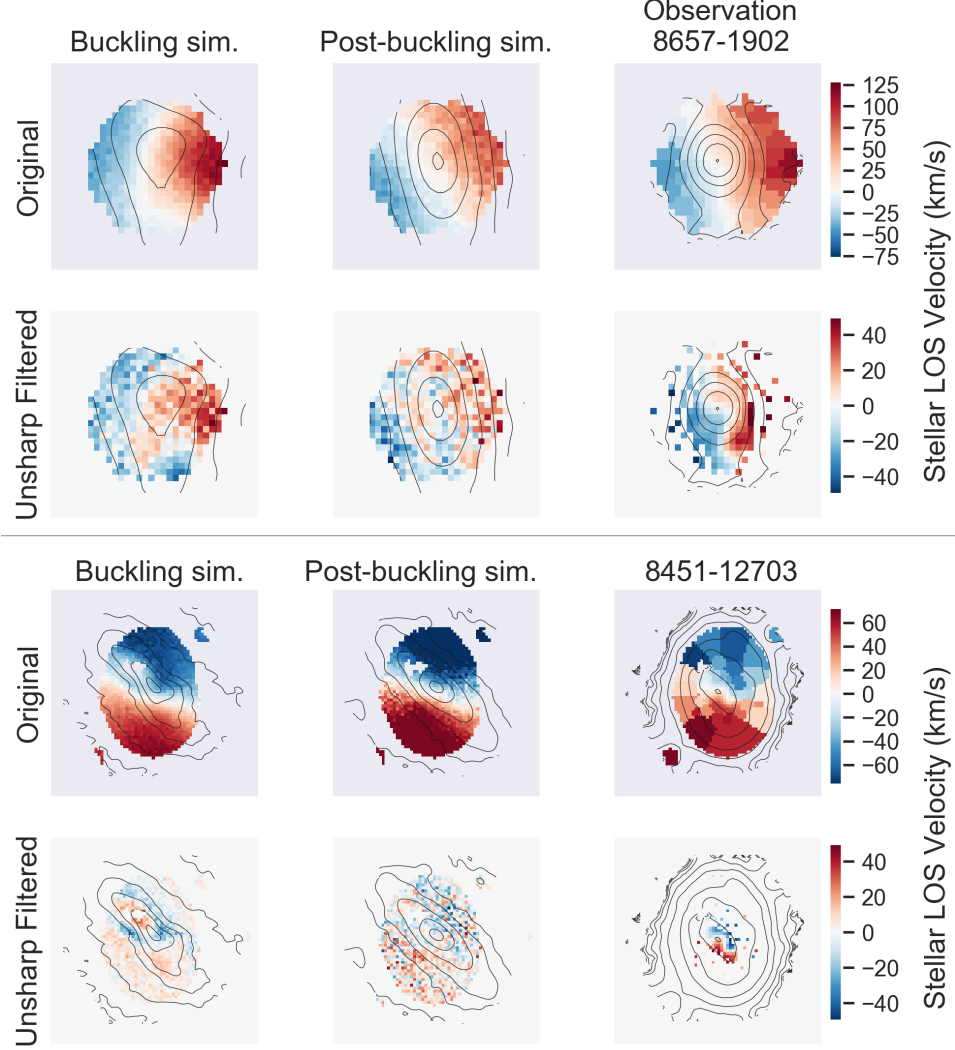 Observation
Buckling sim. Post-buckling sim. 8657-1902
Original
125
100
75
50
25
0
−25
−50
−75
Stellar LOS Velocity (km/s)
Unsharp Filtered
40
20
0
−20
−40
Buckling sim. Post-buckling sim. 8451-12703
Original
60
40
20
0
−20
−40
−60
Stellar LOS Velocity (km/s)
Unsharp Filtered
40
20
0
−20
−40